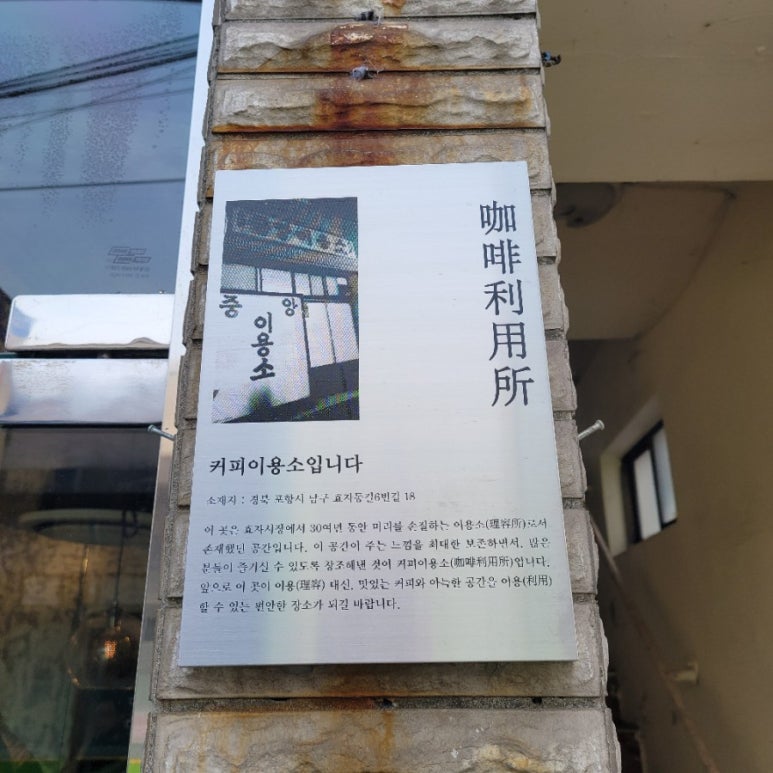 중앙
이용소
咖啡利用所
커피이용소입니다
소재지 : 경북 포항시 남구 효자동길6번길 18
이 곳은 효자시장에서 30여년 동안 머리를 손질하는 이용소(理容所)로서
존재했던 공간입니다. 이 공간이 주는 느낌을 최대한 보존하면서, 많은
분들이 즐기실 수 있도록 창조해낸 것이 커피이용소(咖啡利用所)입니다.
앞으로 이 곳이 이용(理容) 대신, 맛있는 커피와 아늑한 공간을 이용(利用)
할 수 있는 편안한 장소가 되길 바랍니다.